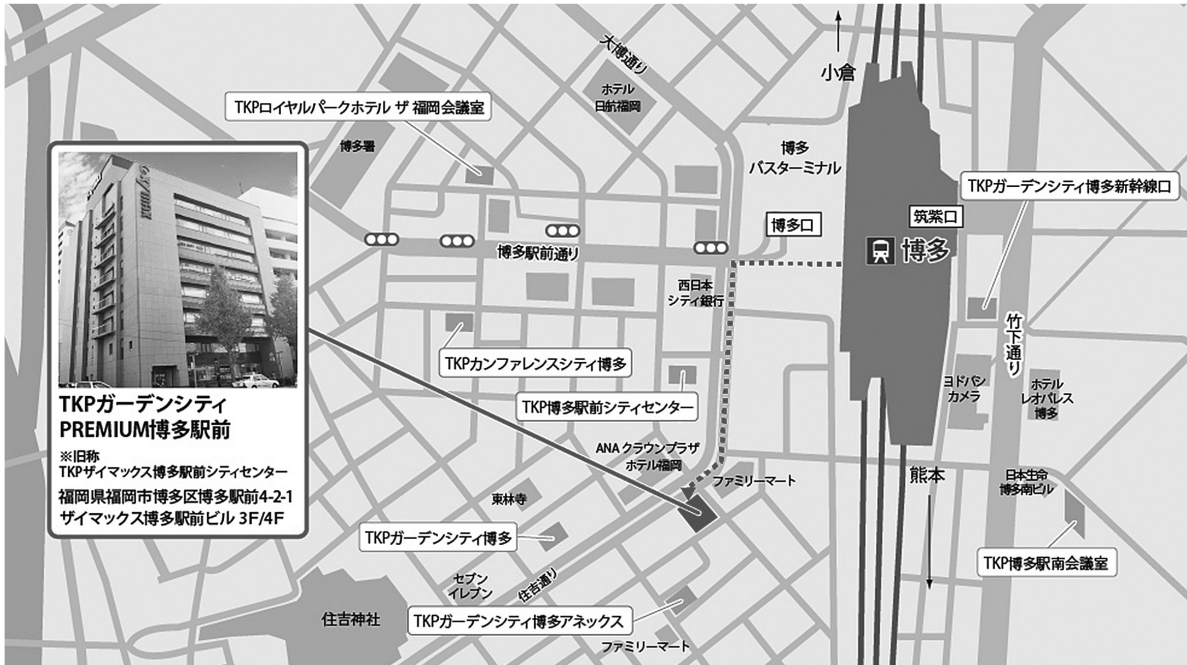 大博通り
小倉
ホテル
日航福岡
TKPロイヤルパークホテル ザ 福岡会議室
博多署
博多
バスターミナル
TKPガーデンシティ博多新幹線口
博多口
筑紫口
博多
博多駅前通り
西日本
シティ銀行
竹下通り
TKPカンファレンスシティ博多
ヨドバシ
カメラ
ホテル
レオパレス
博多
TKP博多駅前シティセンター
TKPガーデンシティ
PREMIUM博多駅前
※旧称
TKPザイマックス博多駅前シティセンター
福岡県福岡市博多区博多駅前4-2-1
ザイマックス博多駅前ビル 3F/4F
ANA クラウンプラザ
ホテル福岡
ファミリーマート
熊本
日本生命
博多南ビル
東林寺
TKPガーデンシティ博多
TKP博多駅南会議室
セブン
イレブン
住吉通り
住吉神社
TKPガーデンシティ博多アネックス
ファミリーマート